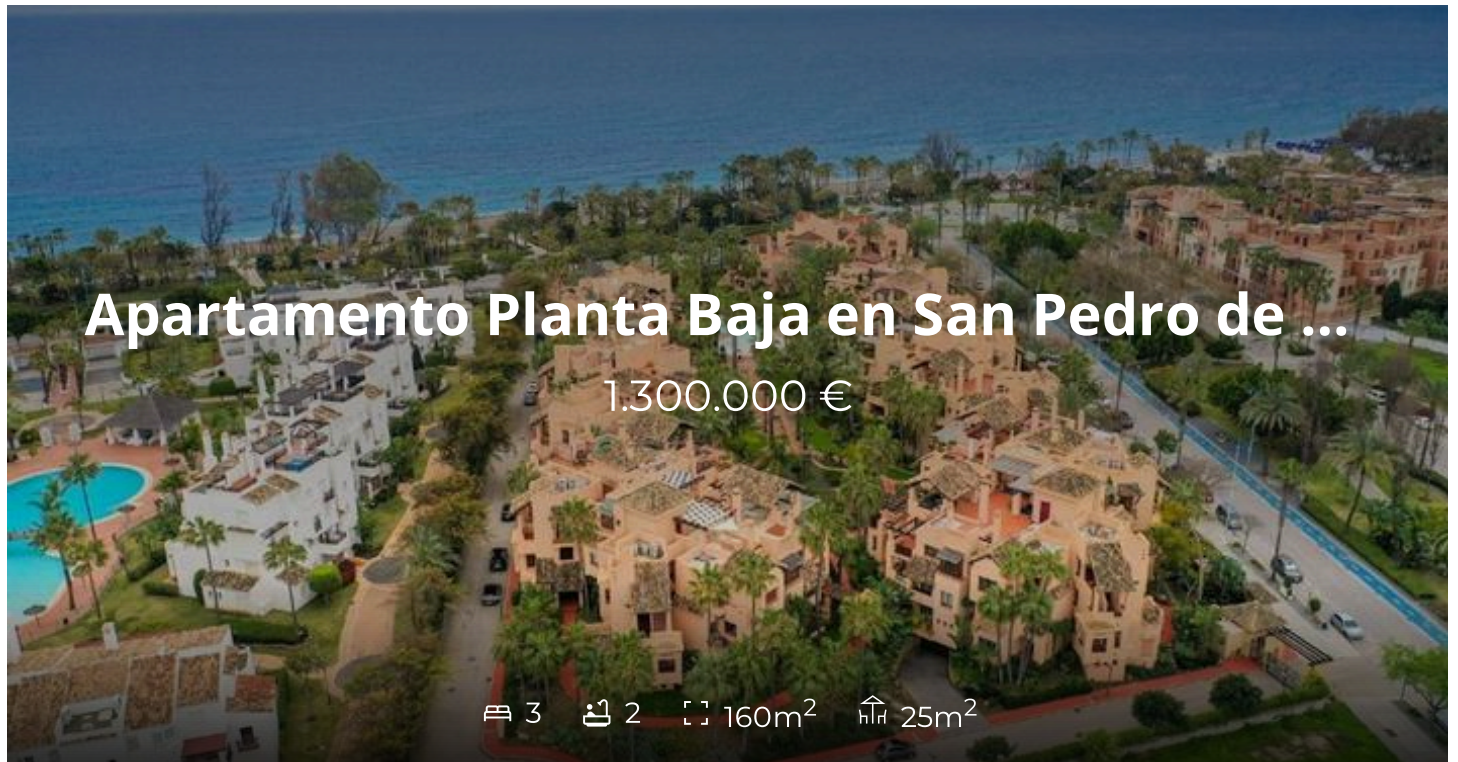 Apartamento Planta Baja en San Pedro de ...
1.300.000 €
3 2 160m² 25m²